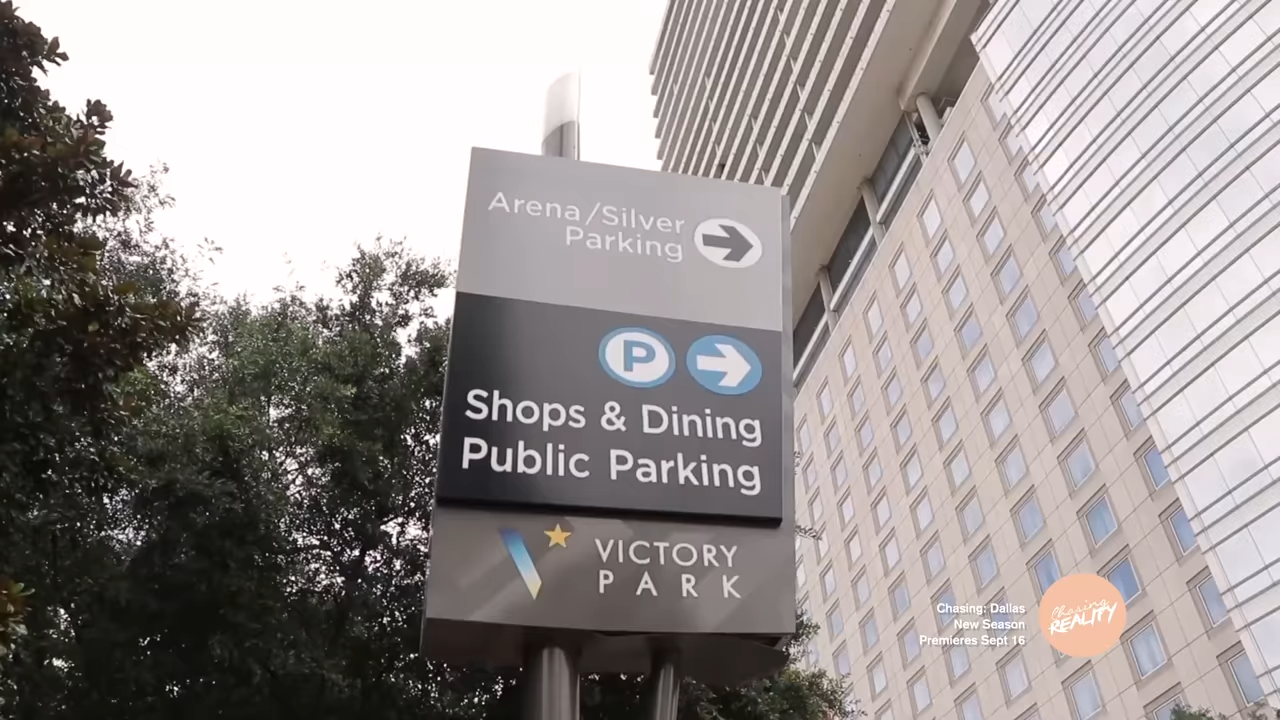 Arena/Silver
Parking
P
Shops & Dining
Public Parking
VICTORY
PARK
Chasing: Dallas
New Season
Premieres Sept 16
Chasing
REALITY